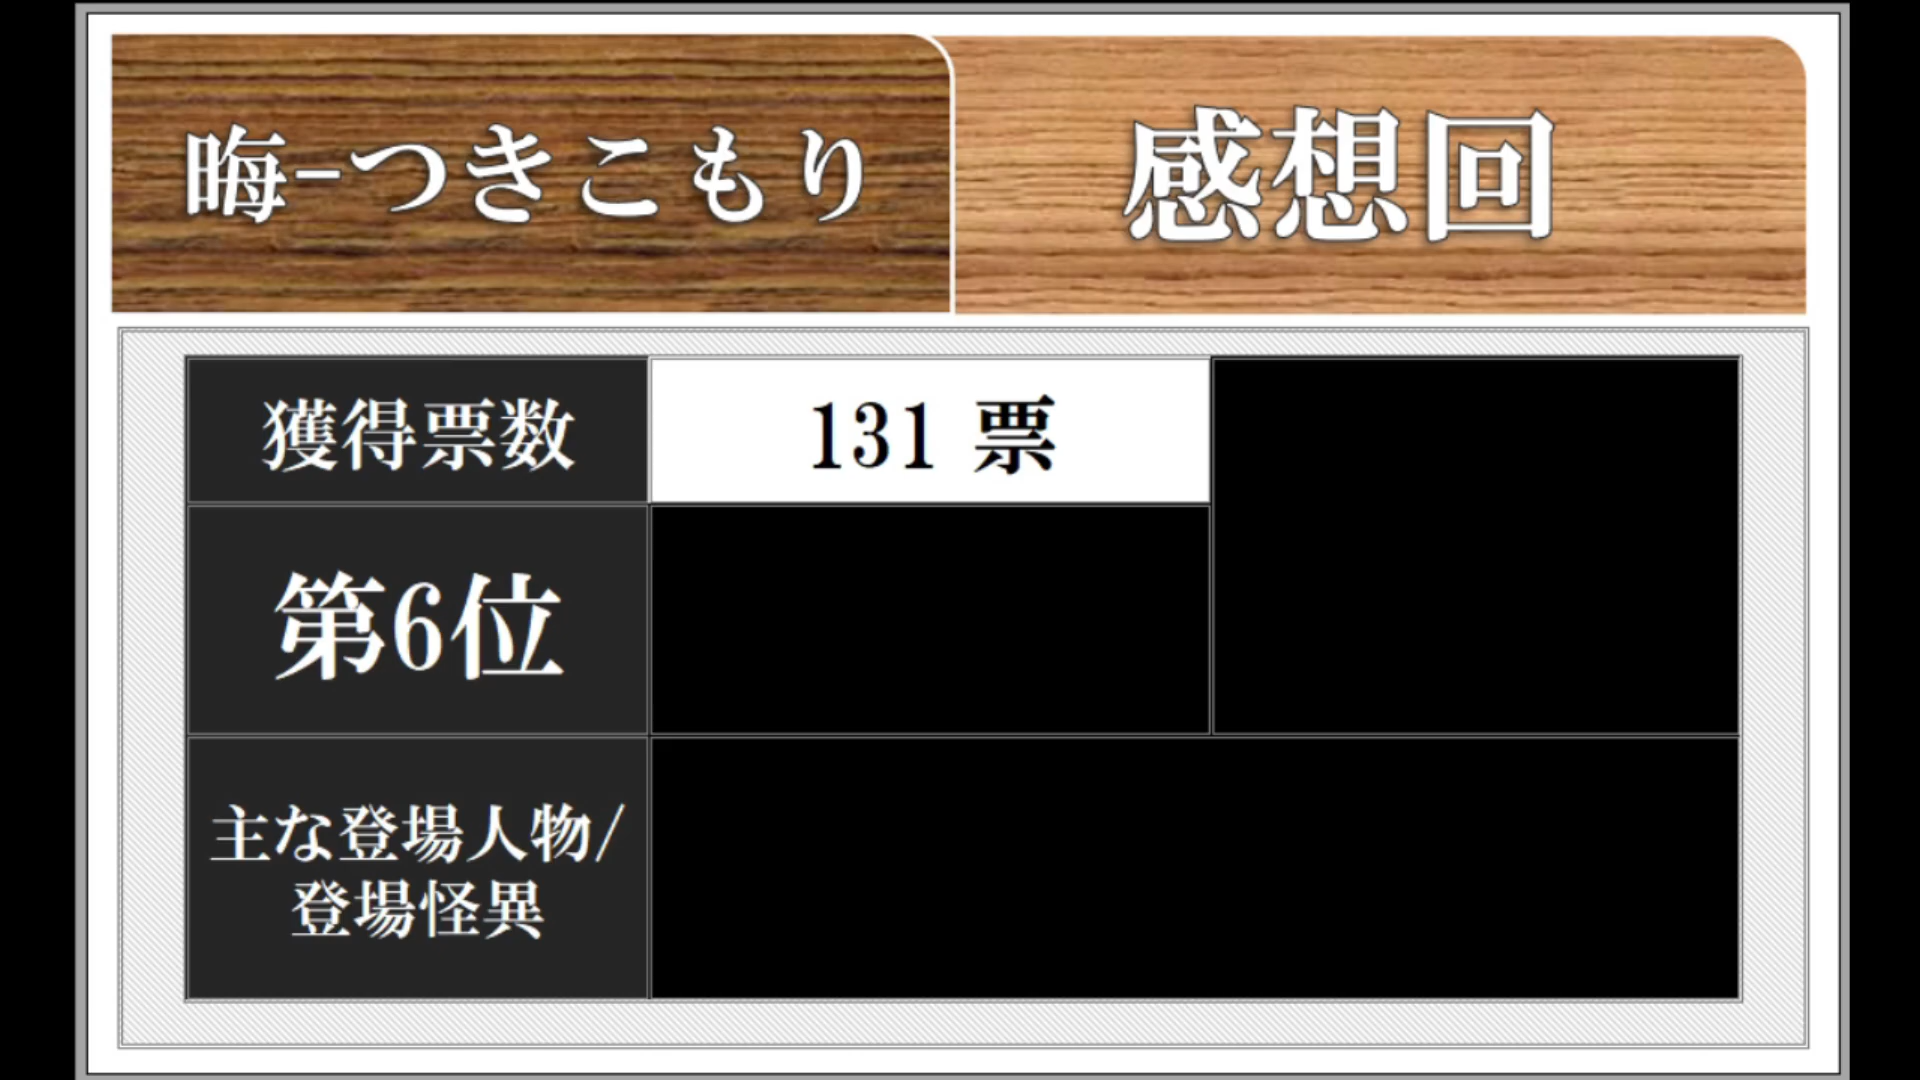 晦-つきこもり
感想回
獲得票数
131 票
第6位
主な登場人物/
登場怪異